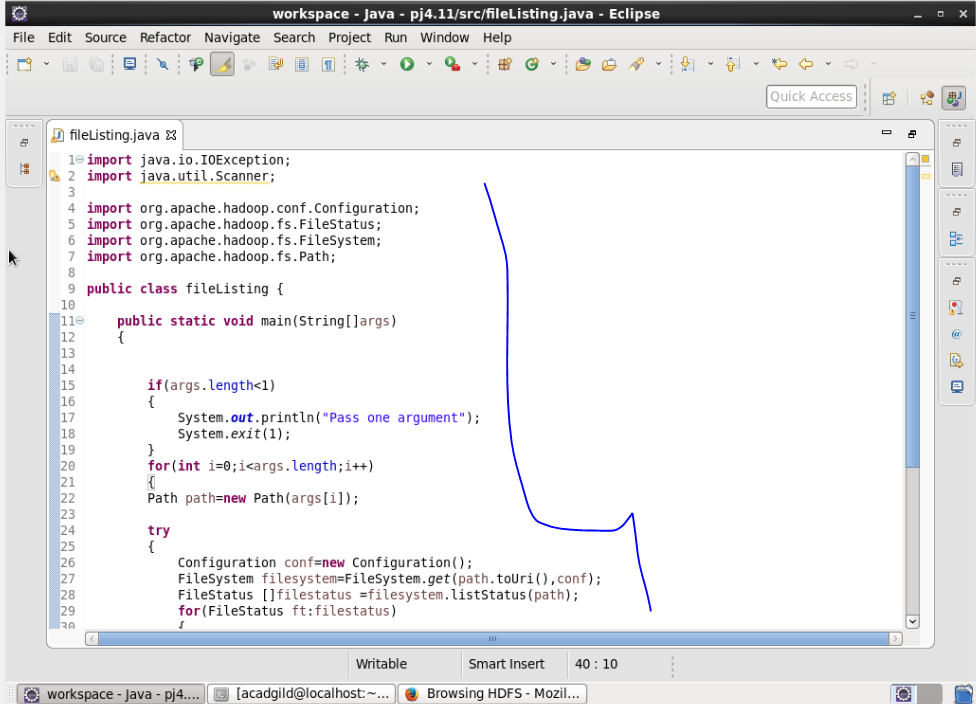 workspace - Java - pj4.11/src/fileListing.java - Eclipse
File Edit Source Refactor Navigate Search Project Run Window Help
Quick Access
fileListing.java
1 import java.io.IOException;
2 import java.util.Scanner;
3
4 import org.apache.hadoop.conf.Configuration;
5 import org.apache.hadoop.fs.FileStatus;
6 import org.apache.hadoop.fs.FileSystem;
7 import org.apache.hadoop.fs.Path;
8
9 public class fileListing {
10
11 public static void main(String[]args)
12 {
13
14
15 if(args.length<1)
16 {
17 System.out.println("Pass one argument");
18 System.exit(1);
19 }
20 for(int i=0;i<args.length;i++)
21 {
22 Path path=new Path(args[i]);
23
24 try
25 {
26 Configuration conf=new Configuration();
27 FileSystem filesystem=FileSystem.get(path.toUri(),conf);
28 FileStatus []filestatus =filesystem.listStatus(path);
29 for(FileStatus ft:filestatus)
30 {
Writable Smart Insert 40 : 10
workspace - Java - pj4.... [acadgild@localhost:~... Browsing HDFS - Mozil...